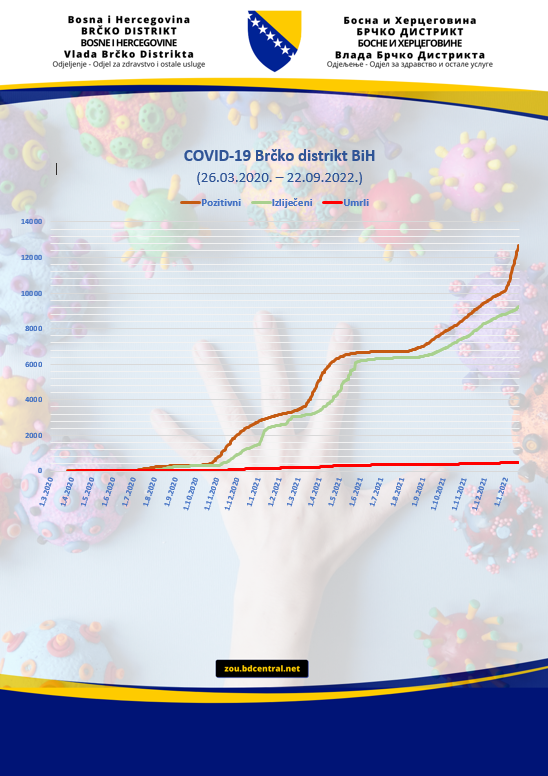 Bosna i Hercegovina
BRČKO DISTRIKT
BOSNE I HERCEGOVINE
Vlada Brčko Distrikta
Odjeljenje - Odjel za zdravstvo i ostale usluge
Босна и Херцеговина
БРЧКО ДИСТРИКТ
БОСНЕ И ХЕРЦЕГОВИНЕ
Влада Брчко Дистрикта
Одјељење - Одјел за здравство и остале услуге
COVID-19 Brčko distrikt BiH
(26.03.2020. – 22.09.2022.)
Pozitivni Izliječeni Umrli
14000
12000
10000
8000
6000
4000
2000
0
1.3.2020 1.4.2020 1.5.2020 1.6.2020 1.7.2020 1.8.2020 1.9.2020 1.10.2020 1.11.2020 1.12.2020 1.1.2021 1.2.2021 1.3.2021 1.4.2021 1.5.2021 1.6.2021 1.7.2021 1.8.2021 1.9.2021 1.10.2021 1.11.2021 1.12.2021 1.1.2022
zou.bdcentral.net